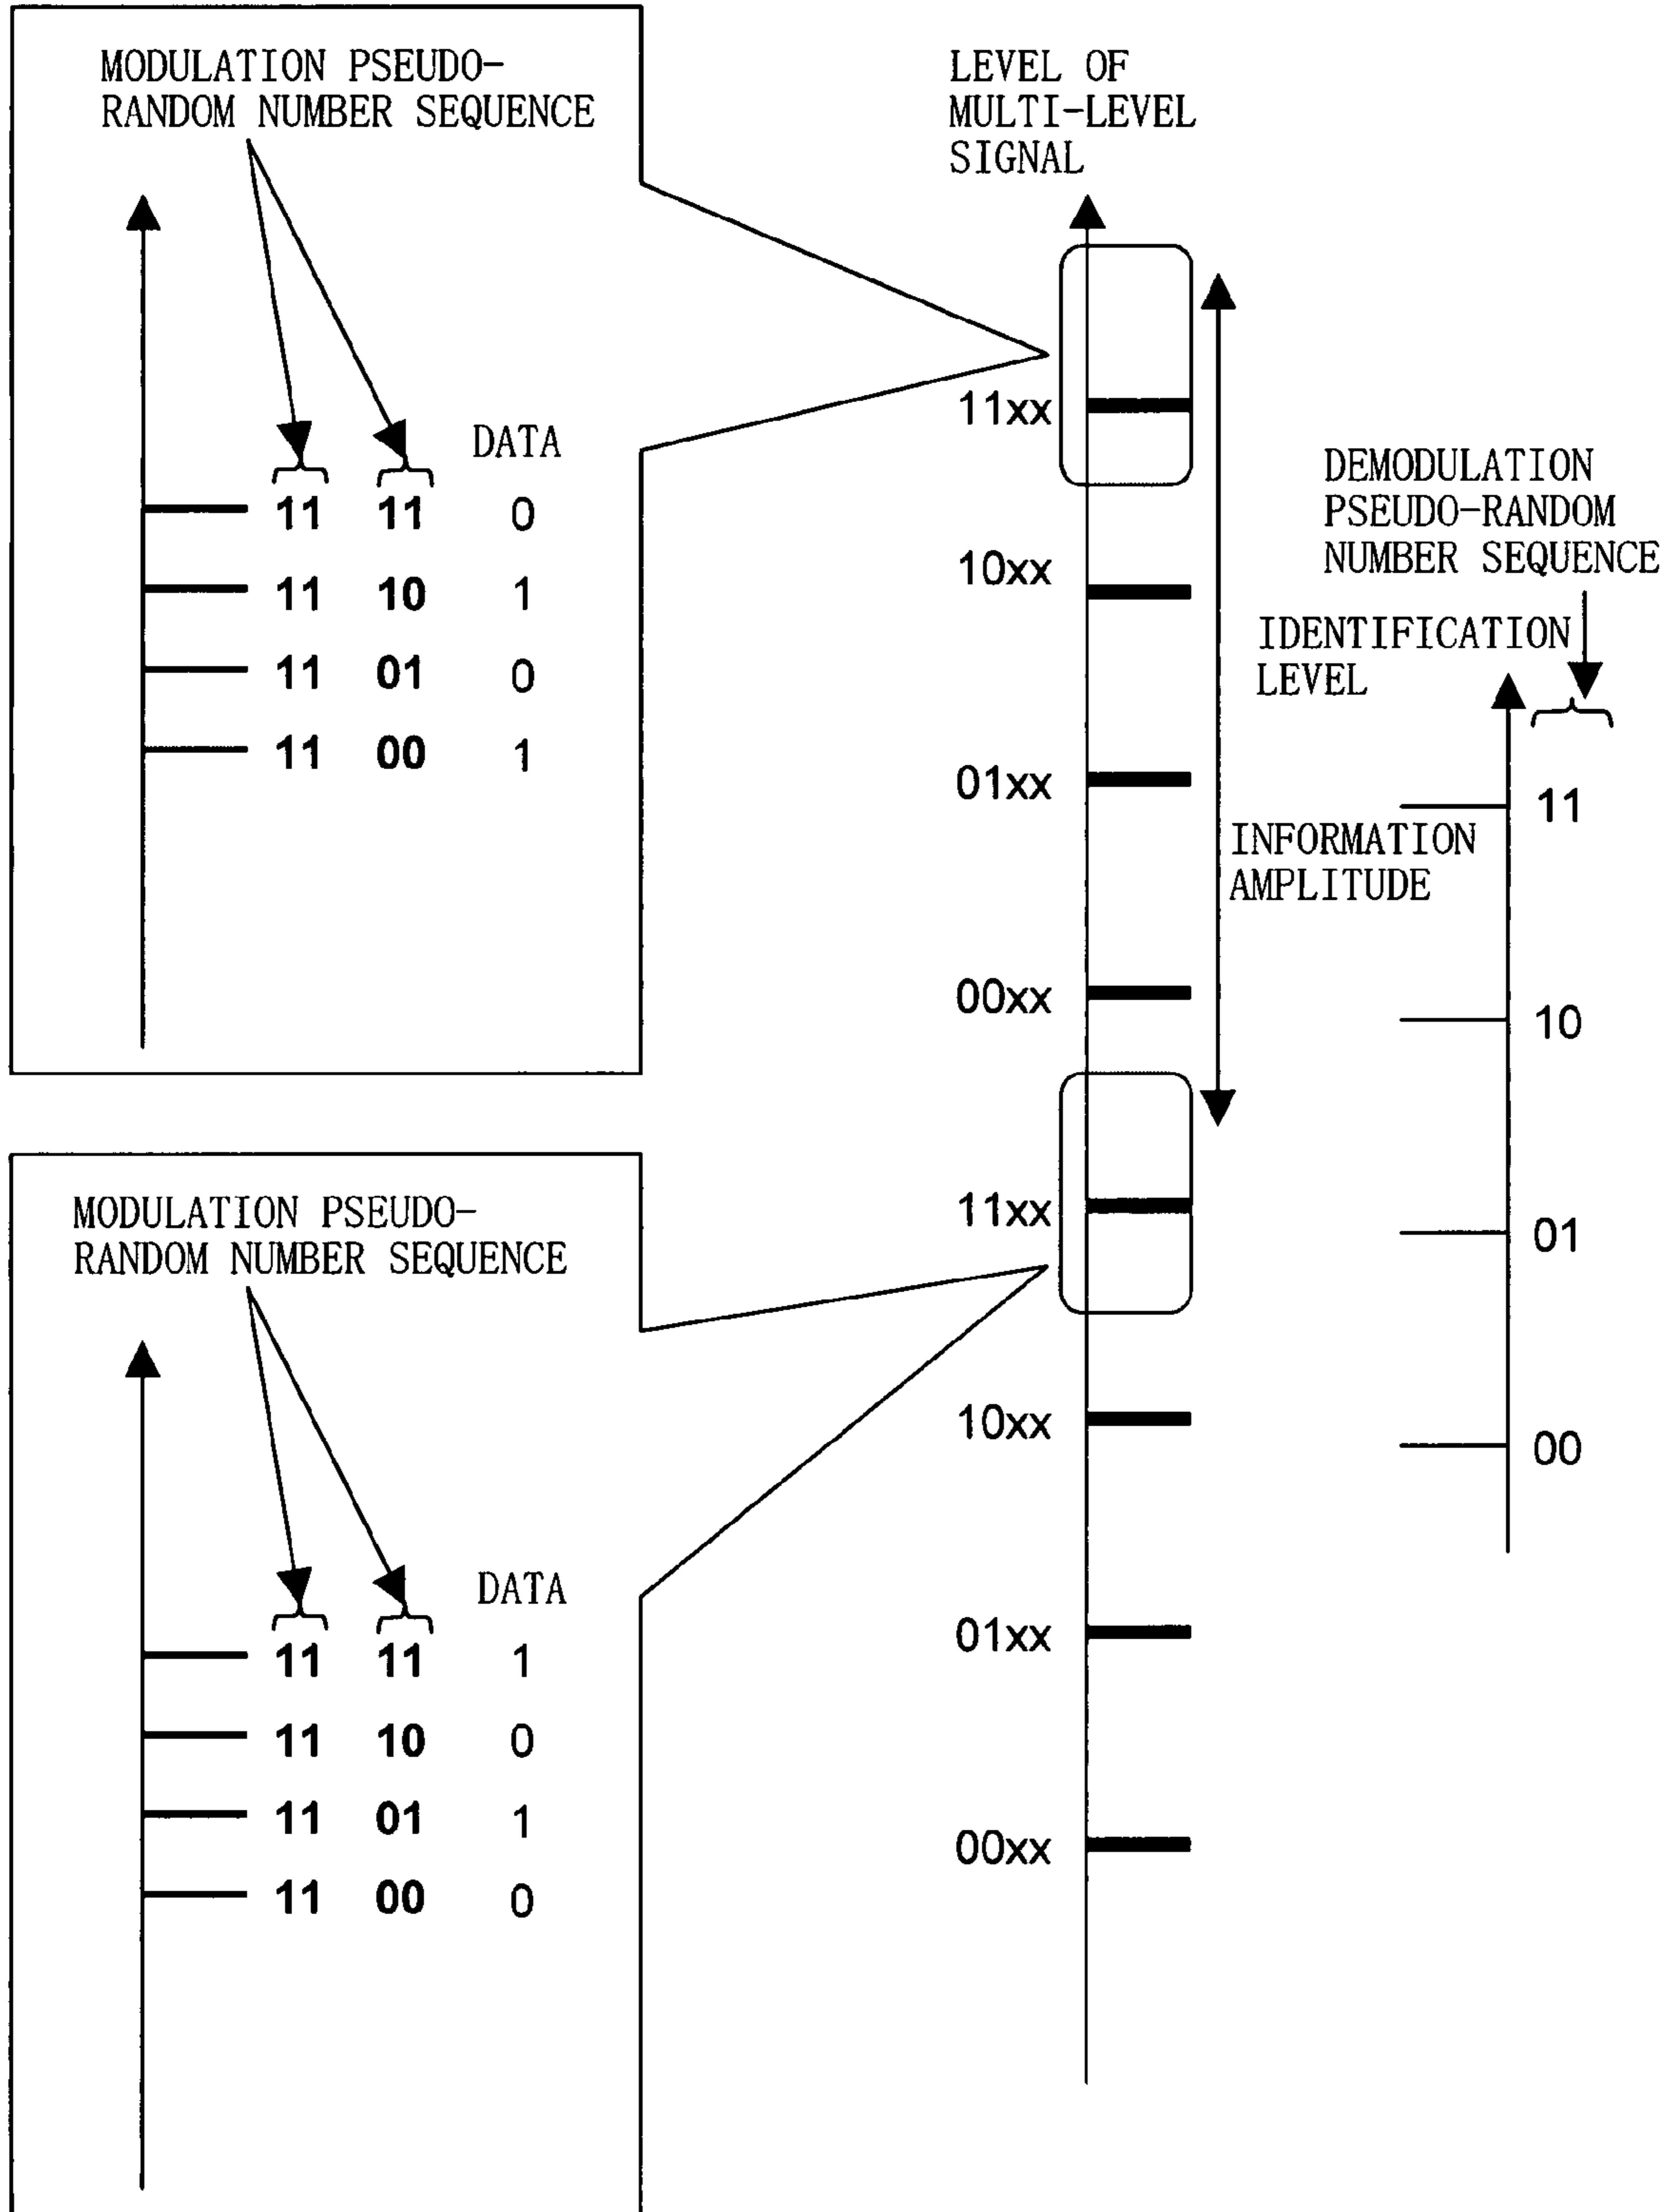 MODULATION PSEUDO-
RANDOM NUMBER SEQUENCE
DATA
11 11 0
11 10 1
11 01 0
11 00 1
MODULATION PSEUDO-
RANDOM NUMBER SEQUENCE
DATA
11 11 1
11 10 0
11 01 1
11 00 0
LEVEL OF
MULTI-LEVEL
SIGNAL
11xx
10xx
01xx
00xx
11xx
10xx
01xx
00xx
INFORMATION
AMPLITUDE
DEMODULATION
PSEUDO-RANDOM
NUMBER SEQUENCE
IDENTIFICATION
LEVEL
11
10
01
00